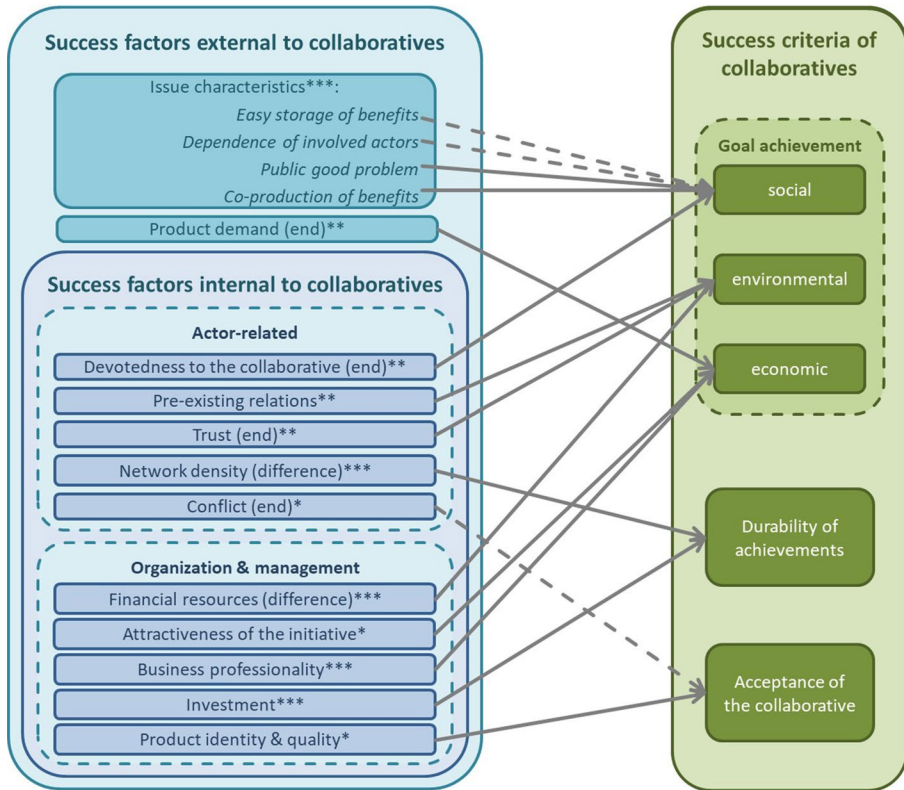 Success factors external to collaboratives
Issue characteristics***:
Easy storage of benefits
Dependence of involved actors
Public good problem
Co-production of benefits
Product demand (end)**
Success factors internal to collaboratives
Actor-related
Devotedness to the collaborative (end)**
Pre-existing relations**
Trust (end)**
Network density (difference)***
Conflict (end)*
Organization & management
Financial resources (difference)***
Attractiveness of the initiative*
Business professionality***
Investment***
Product identity & quality*
Success criteria of
collaboratives
Goal achievement
social
environmental
economic
Durability of
achievements
Acceptance of
the collaborative